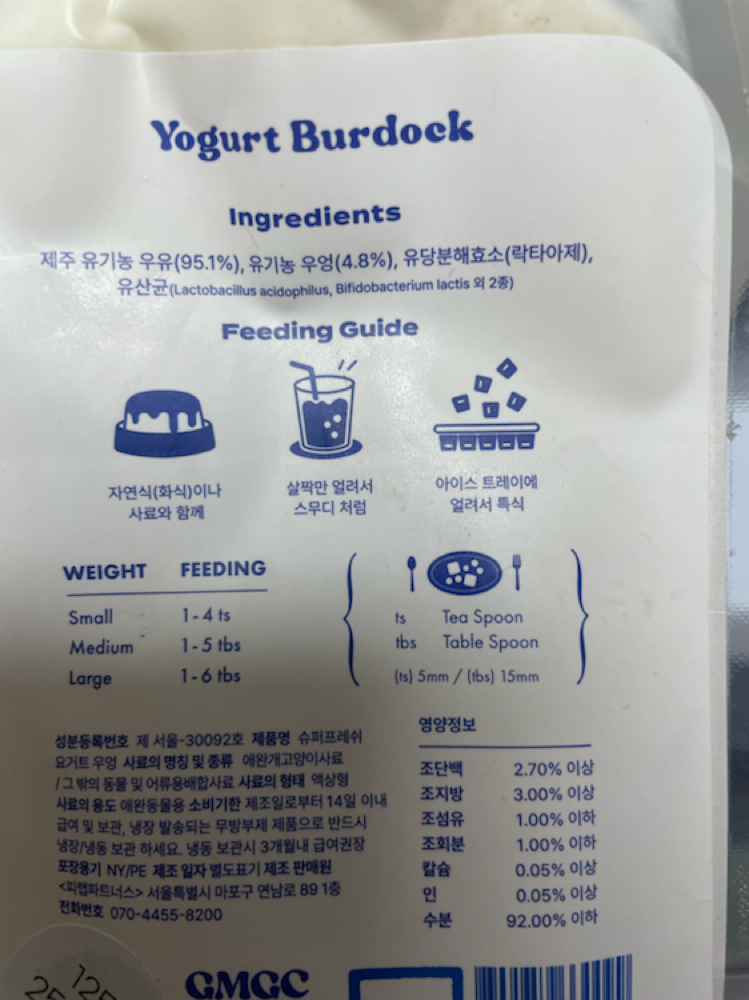 Yogurt Burdock
Ingredients
제주 유기농 우유(95.1%), 유기농 우엉(4.8%), 유당분해효소(락타아제),
유산균(Lactobacillus acidophilus, Bifidobacterium lactis 외 2종)
Feeding Guide
자연식(화식)이나
사료와 함께
살짝만 얼려서
스무디 처럼
아이스 트레이에
얼려서 특식
WEIGHT FEEDING
Small 1-4 ts
Medium 1-5 tbs
Large 1-6 tbs
ts Tea Spoon
tbs Table Spoon
(ts) 5mm / (tbs) 15mm
성분등록번호 제 서울-30092호 제품명 슈퍼프레쉬
요거트 우엉 사료의 명칭 및 종류 애완개고양이사료
/ 그 밖의 동물 및 어류용배합사료 사료의 형태 액상형
사료의 용도 애완동물용 소비기한 제조일로부터 14일 이내
급여 및 보관, 냉장 발송되는 무방부제 제품으로 반드시
냉장/냉동 보관 하세요. 냉동 보관시 3개월내 급여권장
포장용기 NY/PE 제조 일자 별도표기 제조 판매원
<피랩파트너스> 서울특별시 마포구 연남로 89 1층
전화번호 070-4455-8200
영양정보
조단백 2.70% 이상
조지방 3.00% 이상
조섬유 1.00% 이하
조회분 1.00% 이하
칼슘 0.05% 이상
인 0.05% 이상
수분 92.00% 이하
GMGC